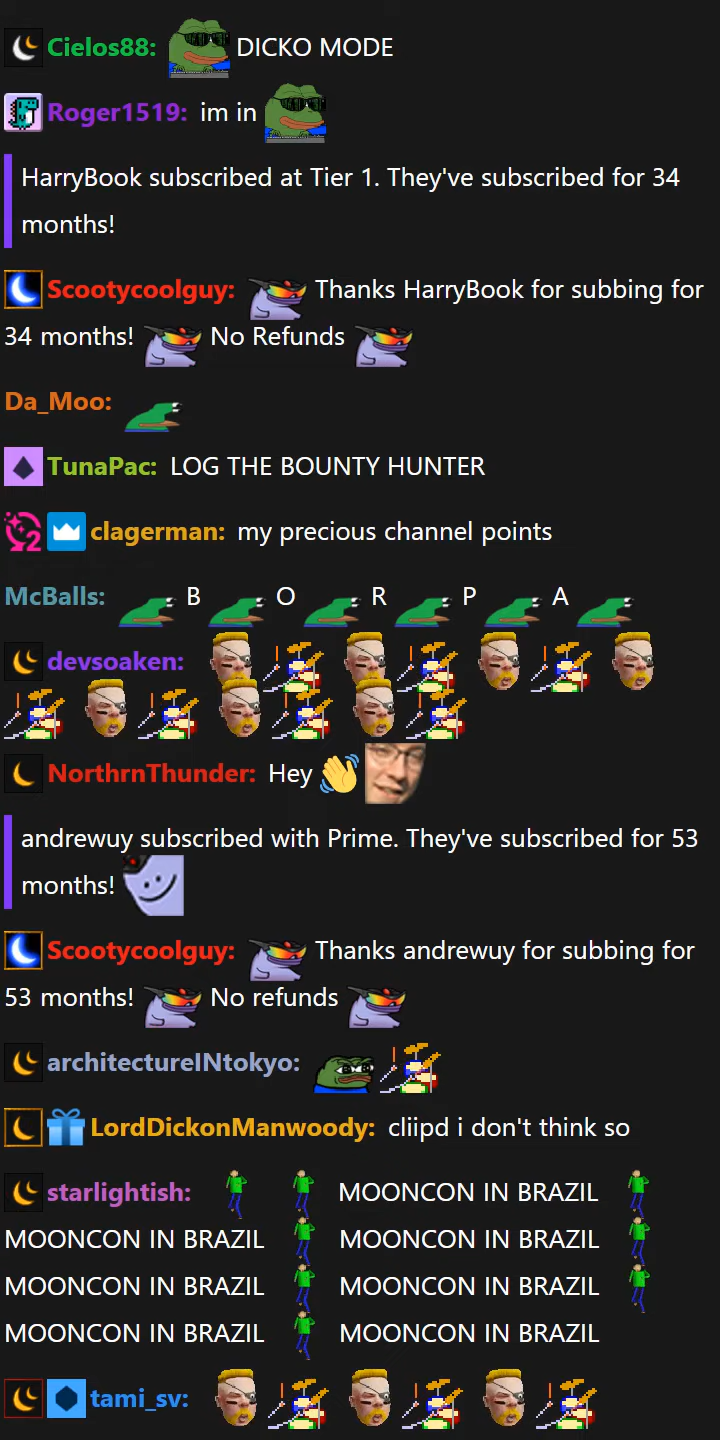 Cielos88: DICKO MODE
Roger1519: im in
HarryBook subscribed at Tier 1. They've subscribed for 34
months!
Scootycoolguy: Thanks HarryBook for subbing for
34 months! No Refunds
Da_Moo:
TunaPac: LOG THE BOUNTY HUNTER
2 clagerman: my precious channel points
McBalls: B O R P A
devsoaken:
NorthrnThunder: Hey
andrewuy subscribed with Prime. They've subscribed for 53
months!
Scootycoolguy: Thanks andrewuy for subbing for
53 months! No refunds
architectureINtokyo:
LordDickonManwoody: cliipd i don't think so
starlightish: MOONCON IN BRAZIL
MOONCON IN BRAZIL MOONCON IN BRAZIL
MOONCON IN BRAZIL MOONCON IN BRAZIL
MOONCON IN BRAZIL MOONCON IN BRAZIL
tami_sv: